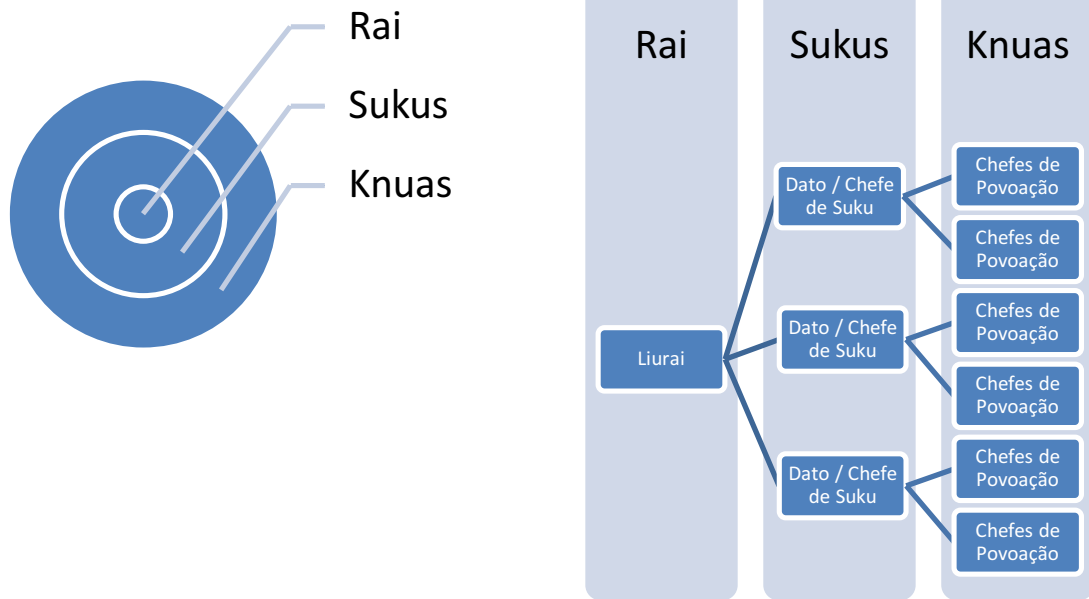 Rai
Sukus
Knuas
Rai
Sukus
Knuas
Liurai
Dato / Chefe
de Suku
Dato / Chefe
de Suku
Dato / Chefe
de Suku
Chefes de
Povoação
Chefes de
Povoação
Chefes de
Povoação
Chefes de
Povoação
Chefes de
Povoação
Chefes de
Povoação